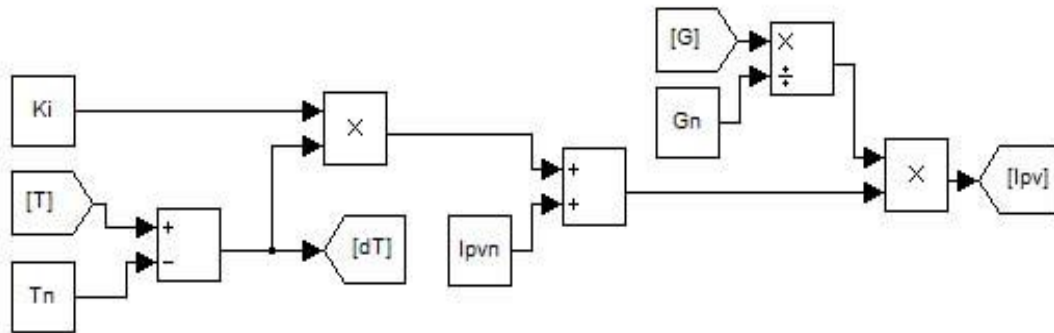 [G]
×
÷
Ki
×
Gn
+
+
×
[Ipv]
[T]
+
−
[dT]
Ipvn
Tn